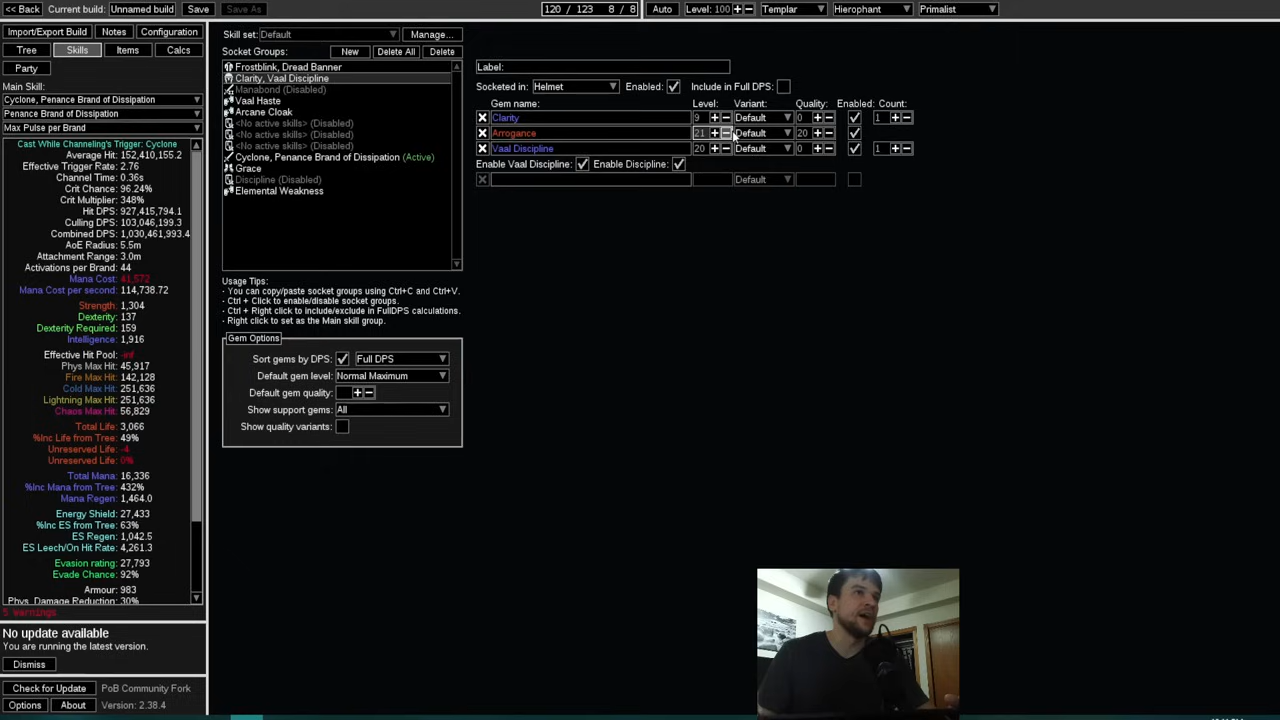 << Back Current build: Unnamed build Save Save As 120 / 123 8 / 8 Auto Level: 100 + − Templar Hierophant Primalist
Import/Export Build Notes Configuration
Tree Skills Items Calcs
Party
Main Skill:
Cyclone, Penance Brand of Dissipation
Penance Brand of Dissipation
Max Pulse per Brand
Cast While Channeling's Trigger: Cyclone
Average Hit: 152,410,155.2
Effective Trigger Rate: 2.76
Channel Time: 0.36s
Crit Chance: 96.24%
Crit Multiplier: 348%
Hit DPS: 927,415,794.1
Culling DPS: 103,046,199.3
Combined DPS: 1,030,461,993.4
AoE Radius: 5.5m
Attachment Range: 3.0m
Activations per Brand: 44
Mana Cost: 41,572
Mana Cost per second: 114,738.72
Strength: 1,304
Dexterity: 137
Dexterity Required: 159
Intelligence: 1,916
Effective Hit Pool: -inf
Phys Max Hit: 45,917
Fire Max Hit: 142,128
Cold Max Hit: 251,636
Lightning Max Hit: 251,636
Chaos Max Hit: 56,829
Total Life: 3,066
%Inc Life from Tree: 49%
Unreserved Life: -4
Unreserved Life: 0%
Total Mana: 16,336
%Inc Mana from Tree: 432%
Mana Regen: 1,464.0
Energy Shield: 27,433
%Inc ES from Tree: 63%
ES Regen: 1,042.5
ES Leech/On Hit Rate: 4,261.3
Evasion rating: 27,793
Evade Chance: 92%
Armour: 983
Phys. Damage Reduction: 30%
5 warnings
No update available
You are running the latest version.
Dismiss
Check for Update PoB Community Fork
Options About Version: 2.38.4
Skill set: Default Manage...
Socket Groups: New Delete All Delete
Frostblink, Dread Banner
Clarity, Vaal Discipline
Manabond (Disabled)
Vaal Haste
Arcane Cloak
<No active skills> (Disabled)
<No active skills> (Disabled)
<No active skills> (Disabled)
Cyclone, Penance Brand of Dissipation (Active)
Grace
Discipline (Disabled)
Elemental Weakness
Usage Tips:
- You can copy/paste socket groups using Ctrl+C and Ctrl+V.
- Ctrl + Click to enable/disable socket groups.
- Ctrl + Right click to include/exclude in FullDPS calculations.
- Right click to set as the Main skill group.
Gem Options
Sort gems by DPS: Full DPS
Default gem level: Normal Maximum
Default gem quality: + −
Show support gems: All
Show quality variants:
Label:
Socketed in: Helmet Enabled: Include in Full DPS:
Gem name: Level: Variant: Quality: Enabled: Count:
Clarity 9 + − Default 0 + − 1 + −
Arrogance 21 + − Default 20 + −
Vaal Discipline 20 + − Default 0 + − 1 + −
Enable Vaal Discipline: Enable Discipline:
Default